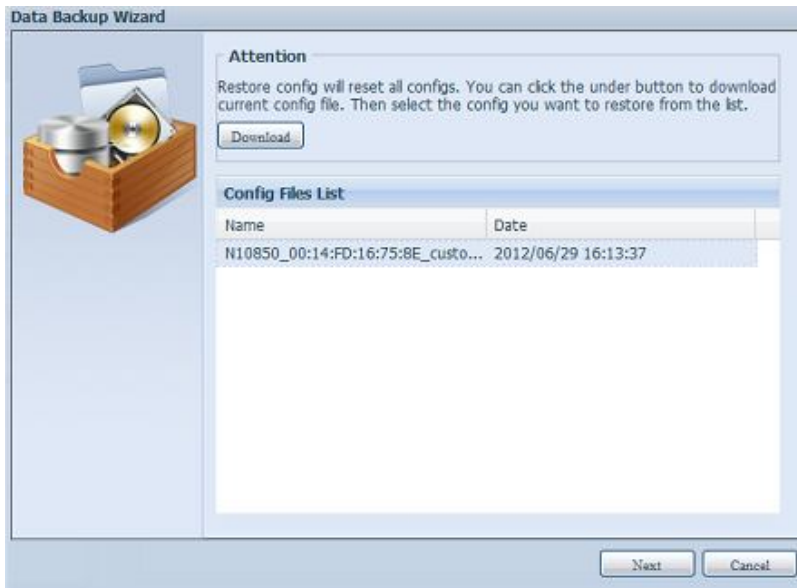 Data Backup Wizard
Attention
Restore config will reset all configs. You can click the under button to download
current config file. Then select the config you want to restore from the list.
Download
Config Files List
Name Date
N10850_00:14:FD:16:75:8E_custo... 2012/06/29 16:13:37
Next Cancel